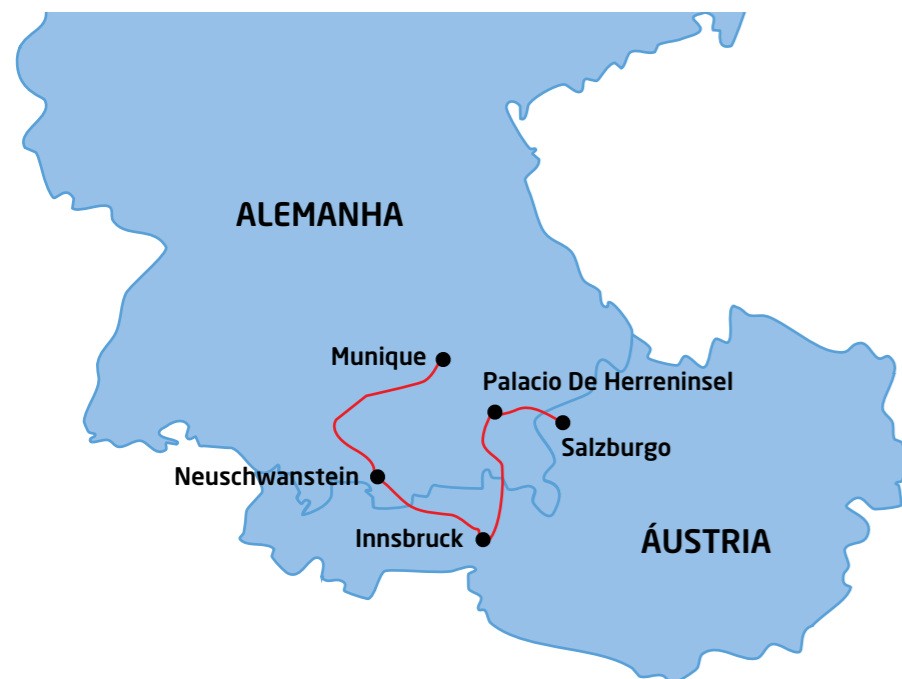 ALEMANHA
Munique
Palacio De Herreninsel
Salzburgo
Neuschwanstein
Innsbruck
ÁUSTRIA